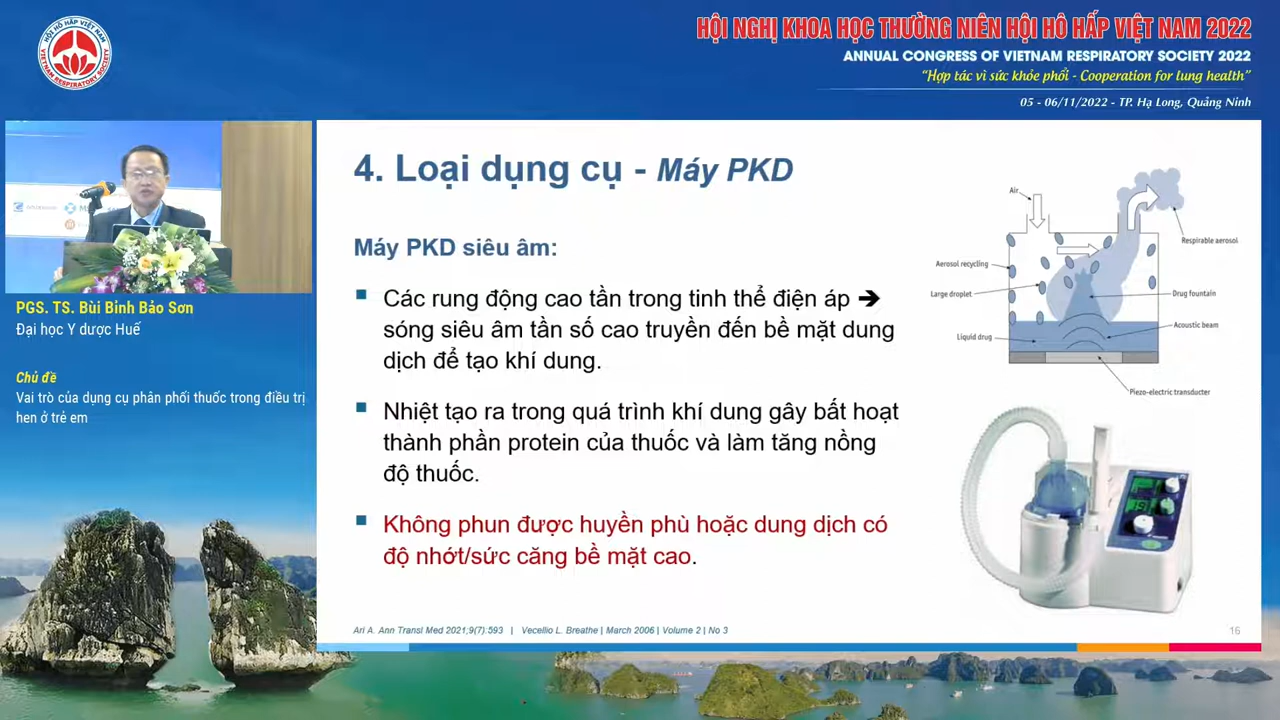 HỘI HÔ HẤP VIỆT NAM
VIETNAM RESPIRATORY SOCIETY
HỘI NGHỊ KHOA HỌC THƯỜNG NIÊN HỘI HÔ HẤP VIỆT NAM 2022
ANNUAL CONGRESS OF VIETNAM RESPIRATORY SOCIETY 2022
“Hợp tác vì sức khỏe phổi - Cooperation for lung health”
05 - 06/11/2022 - TP. Hạ Long, Quảng Ninh
PGS. TS. Bùi Bỉnh Bảo Sơn
Đại học Y dược Huế
Chủ đề
Vai trò của dụng cụ phân phối thuốc trong điều trị
hen ở trẻ em
4. Loại dụng cụ - Máy PKD
Máy PKD siêu âm:
▪ Các rung động cao tần trong tinh thể điện áp ➔
sóng siêu âm tần số cao truyền đến bề mặt dung
dịch để tạo khí dung.
▪ Nhiệt tạo ra trong quá trình khí dung gây bất hoạt
thành phần protein của thuốc và làm tăng nồng
độ thuốc.
▪ Không phun được huyền phù hoặc dung dịch có
độ nhớt/sức căng bề mặt cao.
Air
Respirable aerosol
Aerosol recycling
Large droplet
Drug fountain
Acoustic beam
Liquid drug
Piezo-electric transducter
Ari A. Ann Transl Med 2021;9(7):593 | Vecellio L. Breathe | March 2006 | Volume 2 | No 3
16